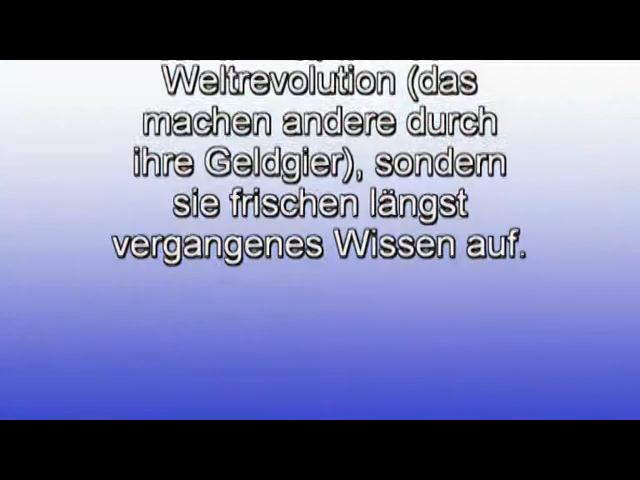 Weltrevolution (das
machen andere durch
ihre Geldgier), sondern
sie frischen längst
vergangenes Wissen auf.